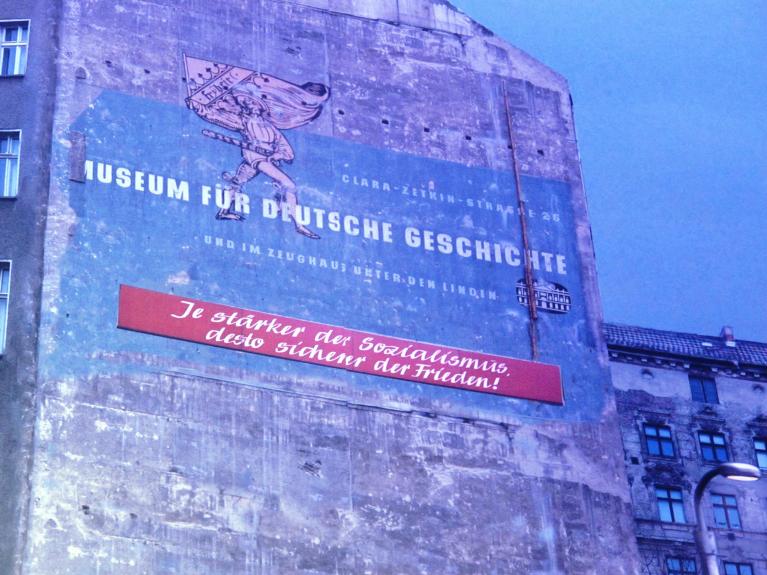 CLARA-ZETKIN-STRASSE 26
MUSEUM FÜR DEUTSCHE GESCHICHTE
UND IM ZEUGHAUS UNTER DEN LINDEN
Je stärker der Sozialismus,
desto sicherer der Frieden!